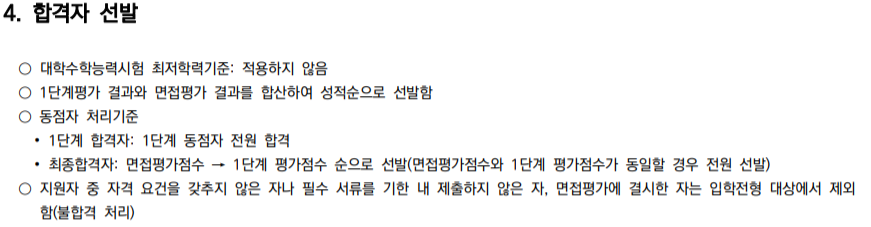 4. 합격자 선발
○ 대학수학능력시험 최저학력기준: 적용하지 않음
○ 1단계평가 결과와 면접평가 결과를 합산하여 성적순으로 선발함
○ 동점자 처리기준
• 1단계 합격자: 1단계 동점자 전원 합격
• 최종합격자: 면접평가점수 → 1단계 평가점수 순으로 선발(면접평가점수와 1단계 평가점수가 동일할 경우 전원 선발)
○ 지원자 중 자격 요건을 갖추지 않은 자나 필수 서류를 기한 내 제출하지 않은 자, 면접평가에 결시한 자는 입학전형 대상에서 제외
함(불합격 처리)